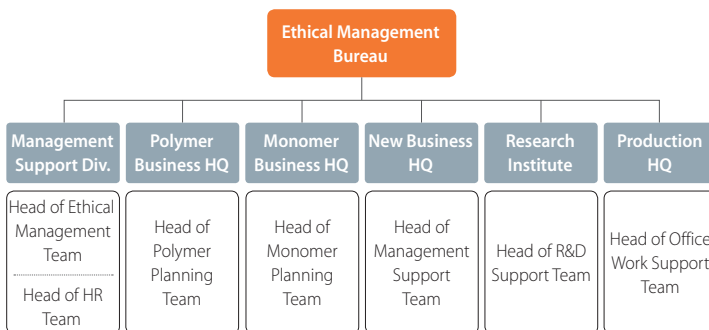 Ethical Management
Bureau
Management
Support Div.
Polymer
Business HQ
Monomer
Business HQ
New Business
HQ
Research
Institute
Production
HQ
Head of Ethical
Management
Team
Head of HR
Team
Head of
Polymer
Planning
Team
Head of
Monomer
Planning
Team
Head of
Management
Support
Team
Head of R&D
Support Team
Head of Office
Work Support
Team